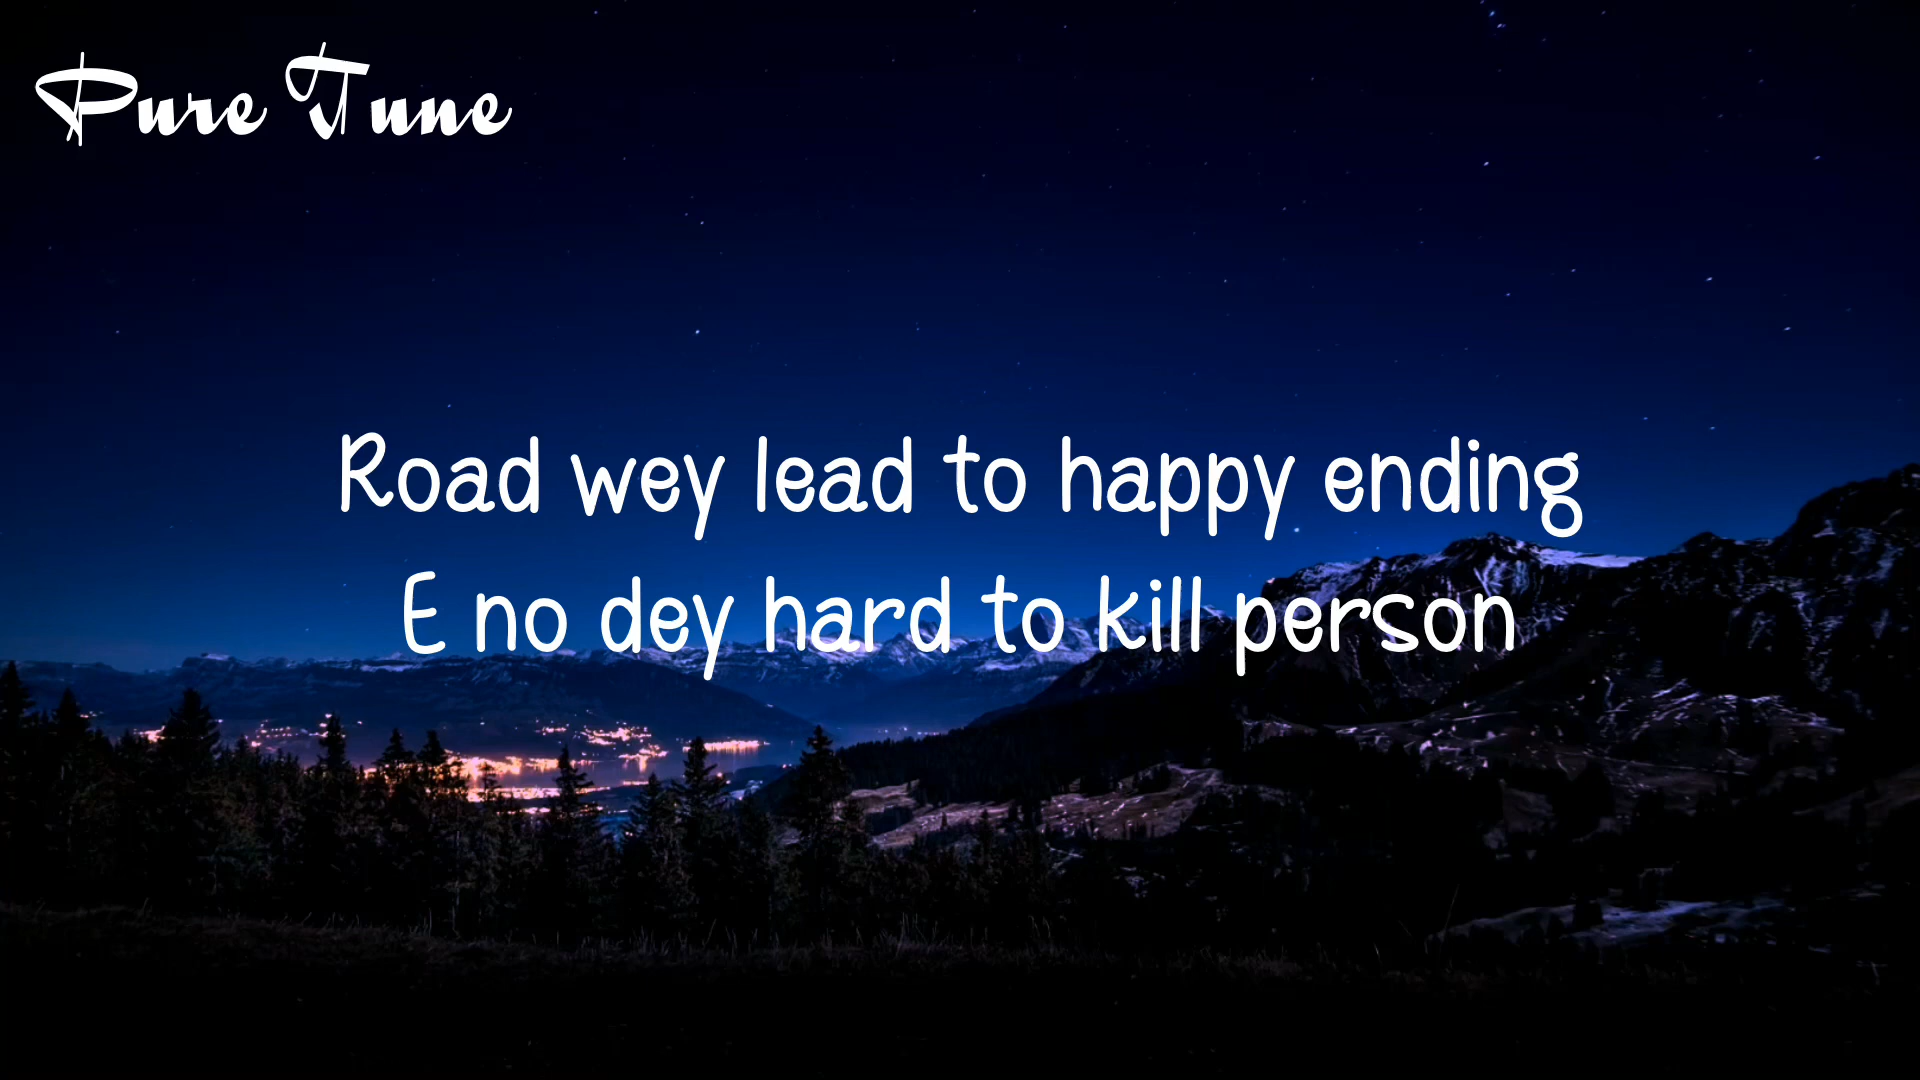 Pure Tune
Road wey lead to happy ending
E no dey hard to kill person